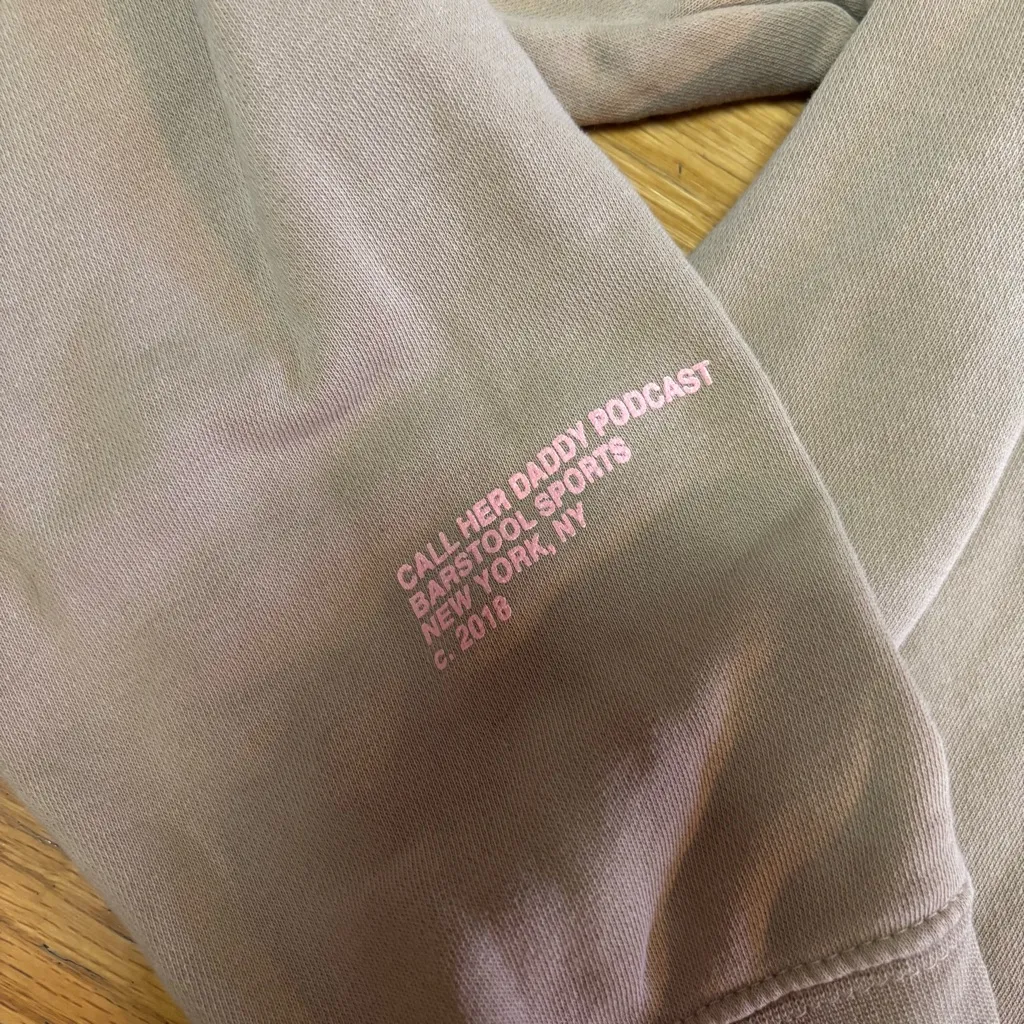 CALL HER DADDY PODCAST
BARSTOOL SPORTS
NEW YORK, NY
c. 2018